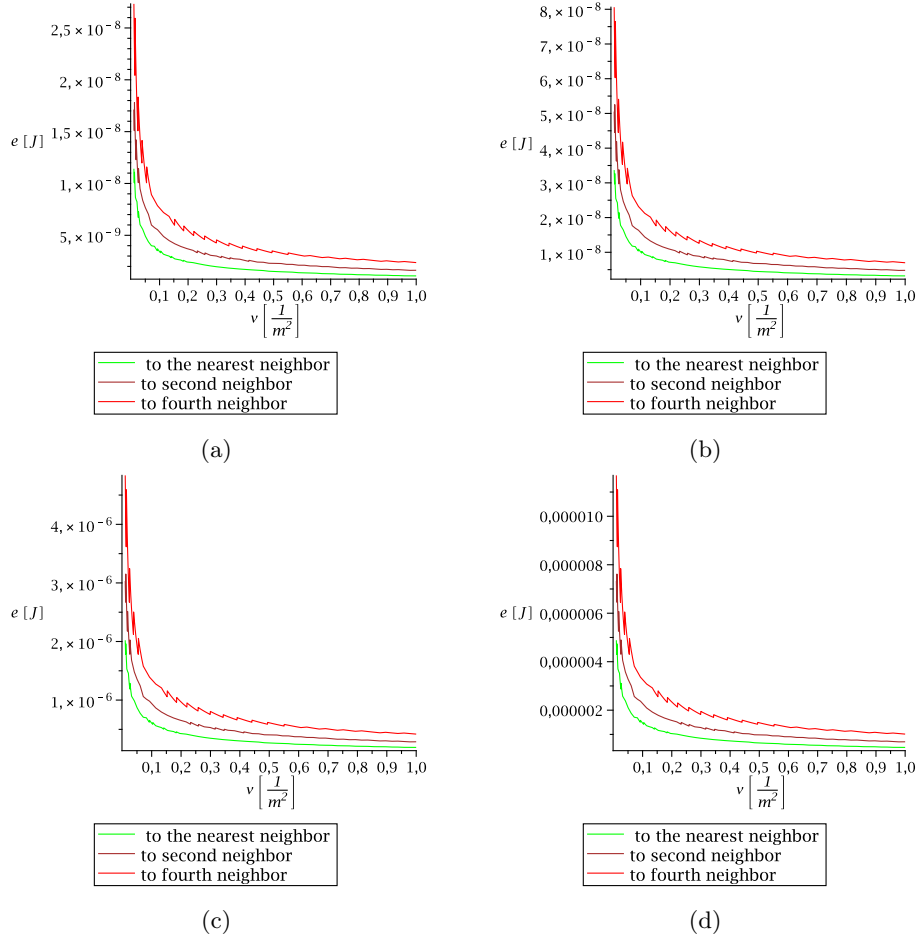 2,5×10⁻⁸
2,×10⁻⁸
1,5×10⁻⁸
e [J]
1,×10⁻⁸
5,×10⁻⁹
0,1 0,2 0,3 0,4 0,5 0,6 0,7 0,8 0,9 1,0
v [1/m²]
to the nearest neighbor
to second neighbor
to fourth neighbor
(a)
8,×10⁻⁸
7,×10⁻⁸
6,×10⁻⁸
5,×10⁻⁸
e [J]
4,×10⁻⁸
3,×10⁻⁸
2,×10⁻⁸
1,×10⁻⁸
0,1 0,2 0,3 0,4 0,5 0,6 0,7 0,8 0,9 1,0
v [1/m²]
to the nearest neighbor
to second neighbor
to fourth neighbor
(b)
4,×10⁻⁶
3,×10⁻⁶
e [J]
2,×10⁻⁶
1,×10⁻⁶
0,1 0,2 0,3 0,4 0,5 0,6 0,7 0,8 0,9 1,0
v [1/m²]
to the nearest neighbor
to second neighbor
to fourth neighbor
(c)
0,000010
0,000008
e [J]
0,000006
0,000004
0,000002
0,1 0,2 0,3 0,4 0,5 0,6 0,7 0,8 0,9 1,0
v [1/m²]
to the nearest neighbor
to second neighbor
to fourth neighbor
(d)